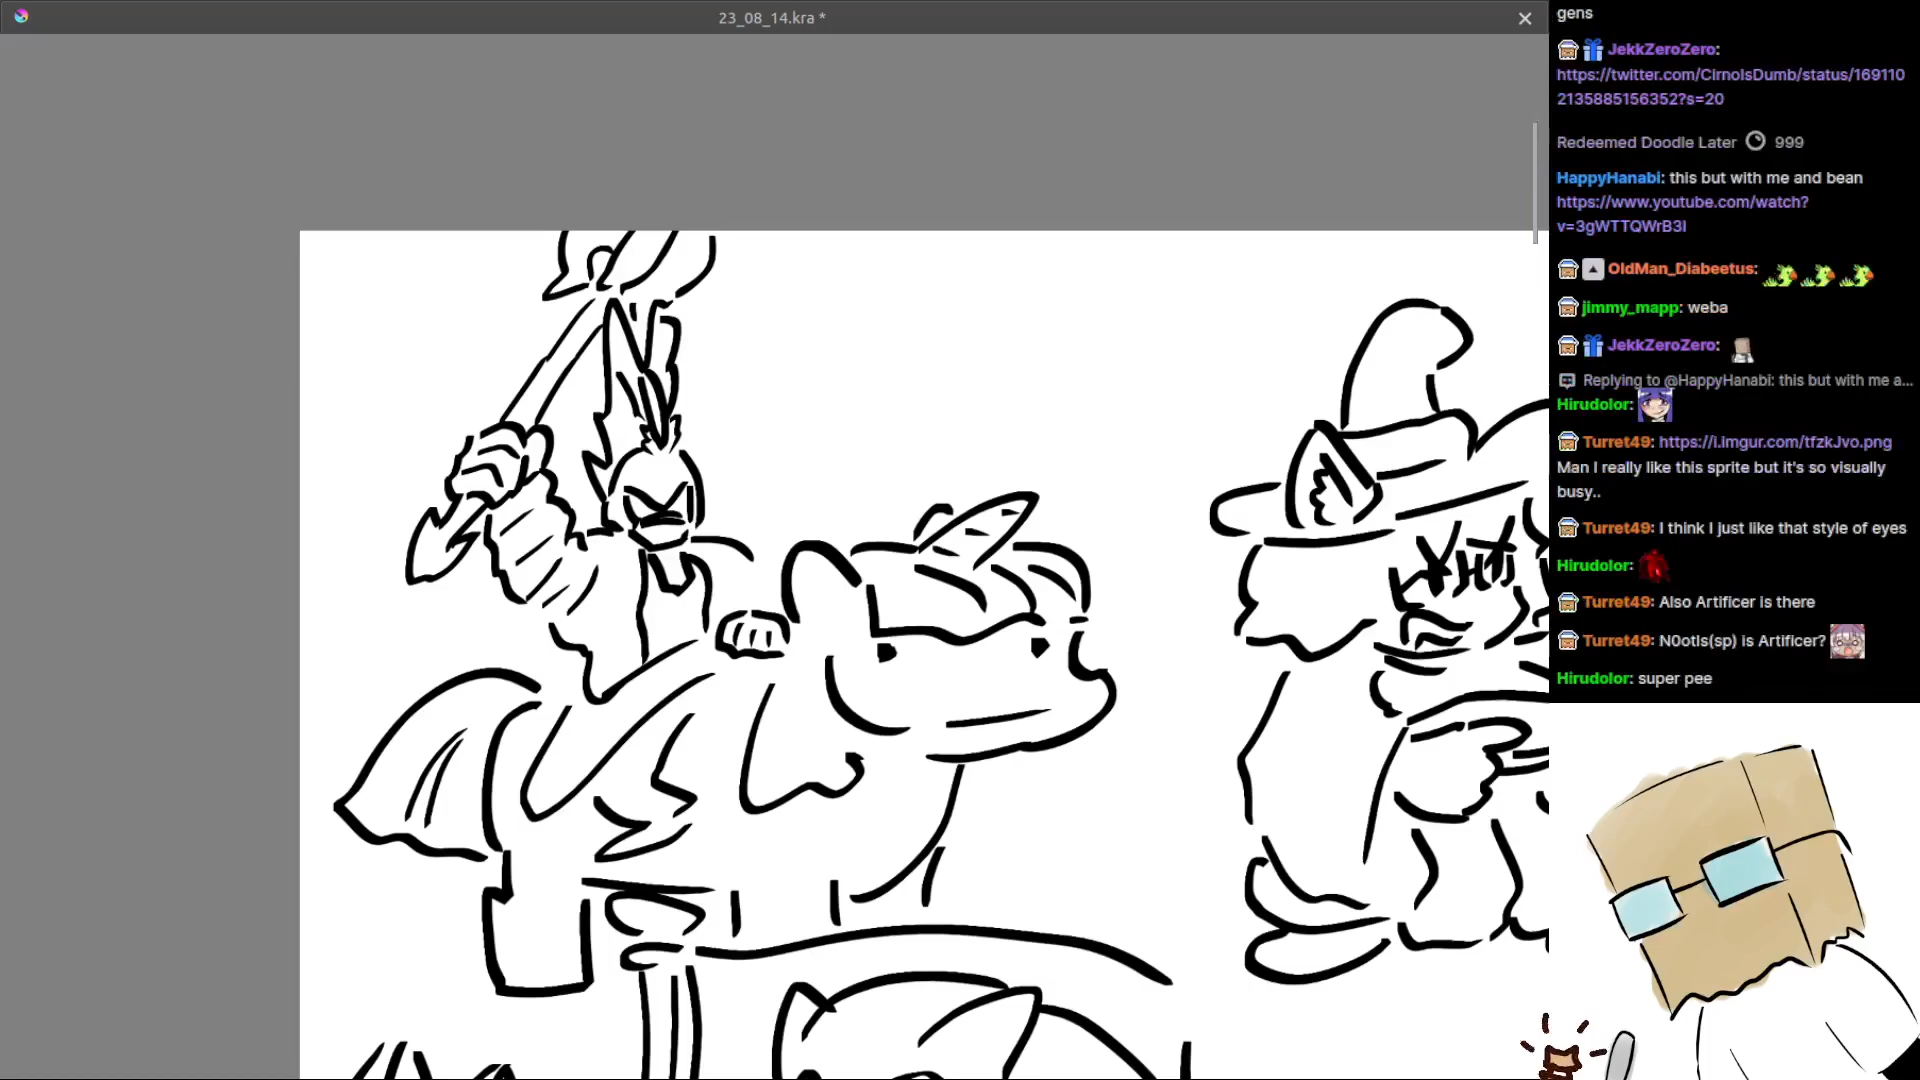 23_08_14.kra *
gens
JekkZeroZero:
https://twitter.com/CirnoIsDumb/status/169110
2135885156352?s=20
Redeemed Doodle Later 999
HappyHanabi: this but with me and bean
https://www.youtube.com/watch?
v=3gWTTQWrB3I
OldMan_Diabeetus:
jimmy_mapp: weba
JekkZeroZero:
Replying to @HappyHanabi: this but with me a...
Hirudolor:
Turret49: https://i.imgur.com/tfzkJvo.png
Man I really like this sprite but it's so visually
busy..
Turret49: I think I just like that style of eyes
Hirudolor:
Turret49: Also Artificer is there
Turret49: N0otls(sp) is Artificer?
Hirudolor: super pee